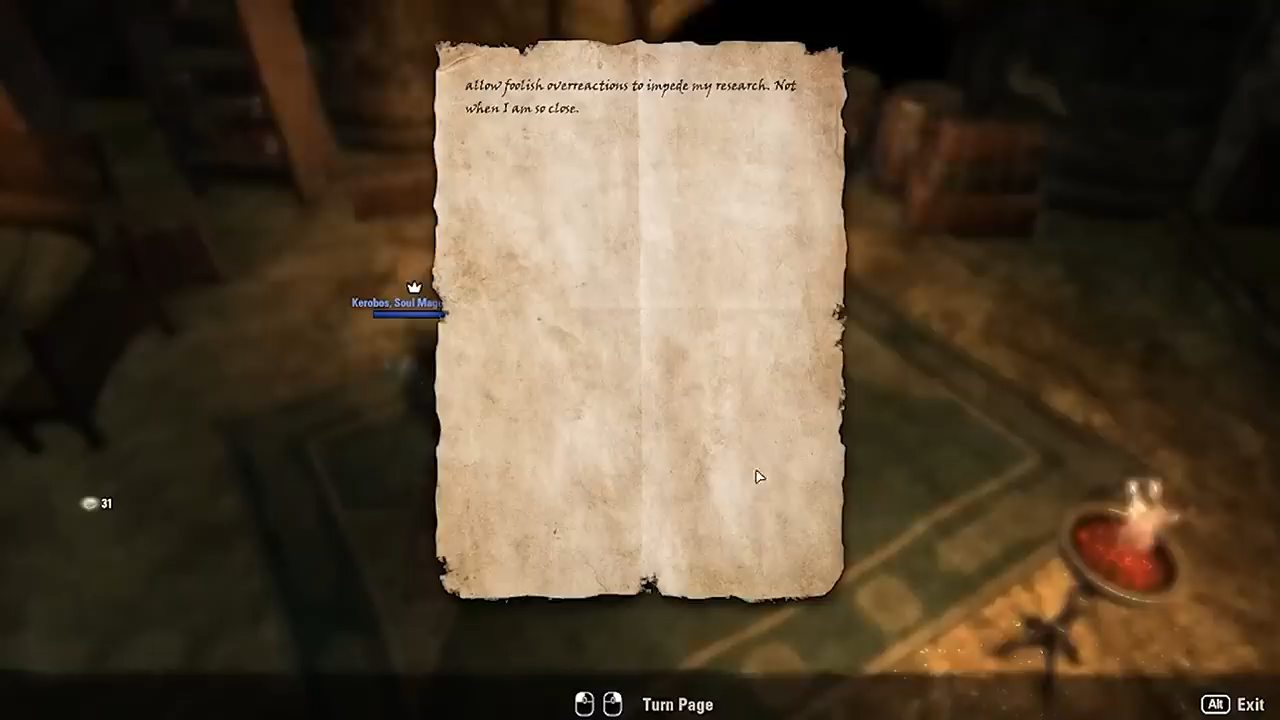 allow foolish overreactions to impede my research. Not
when I am so close.
Kerobos, Soul Mag
31
Turn Page
Alt Exit